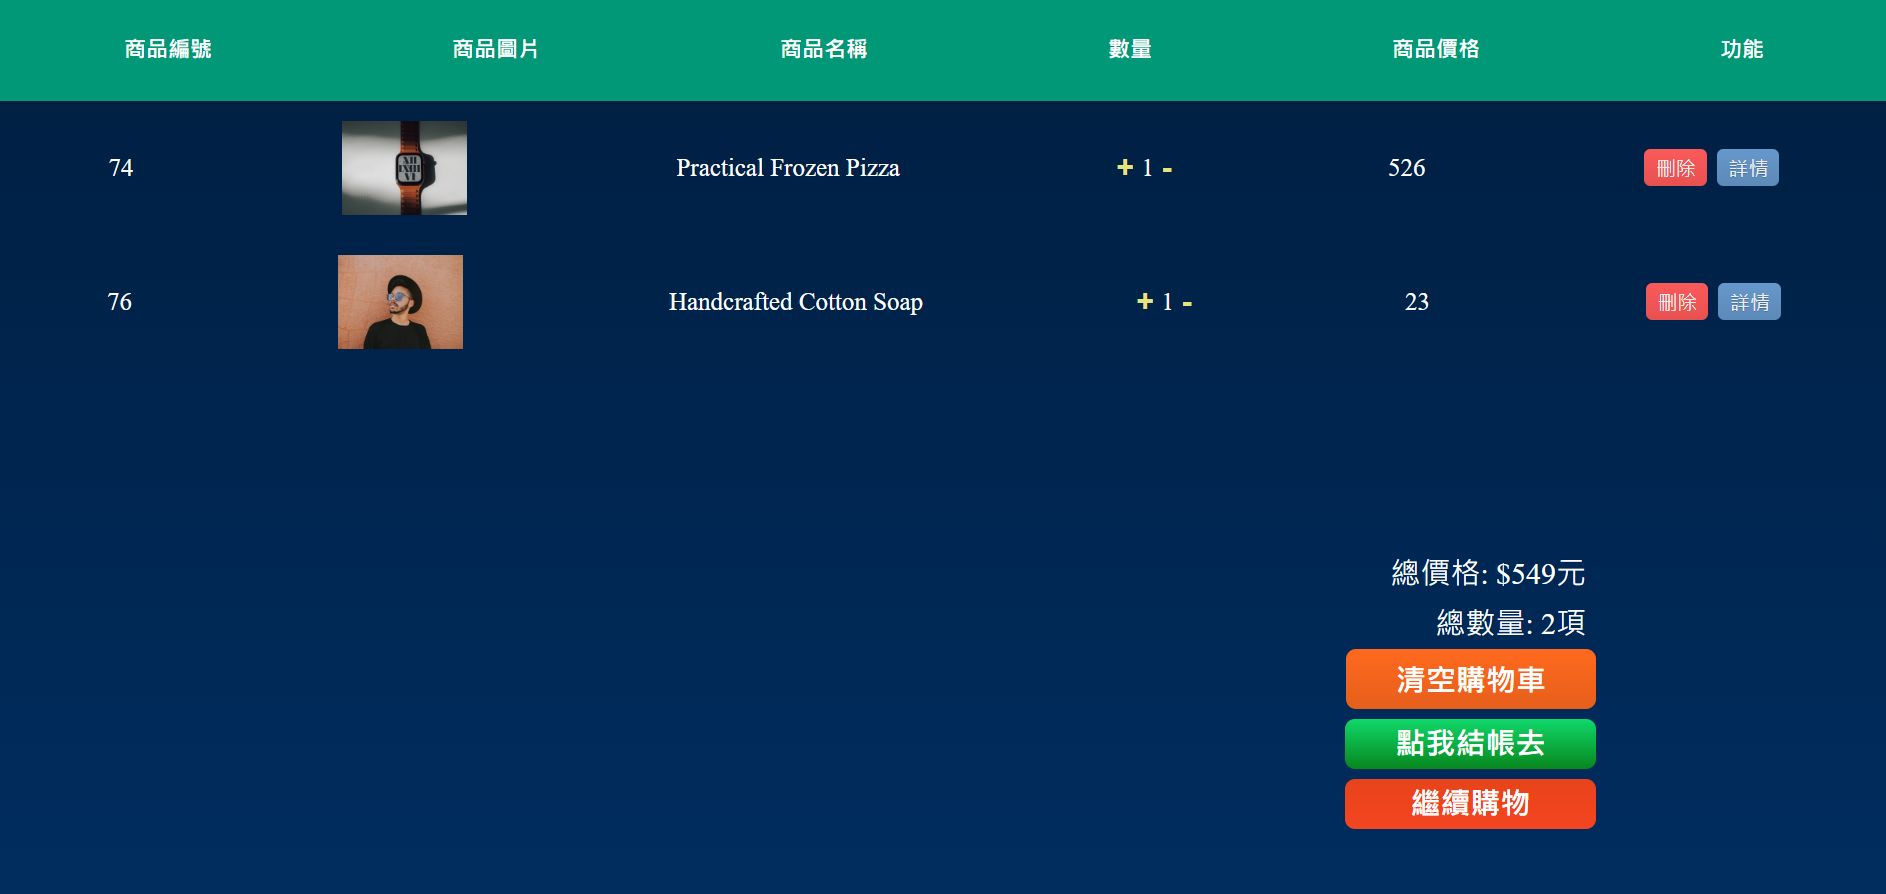 商品編號 商品圖片 商品名稱 數量 商品價格 功能
74 Practical Frozen Pizza + 1 - 526 刪除 詳情
76 Handcrafted Cotton Soap + 1 - 23 刪除 詳情
總價格: $549元
總數量: 2項
清空購物車
點我結帳去
繼續購物